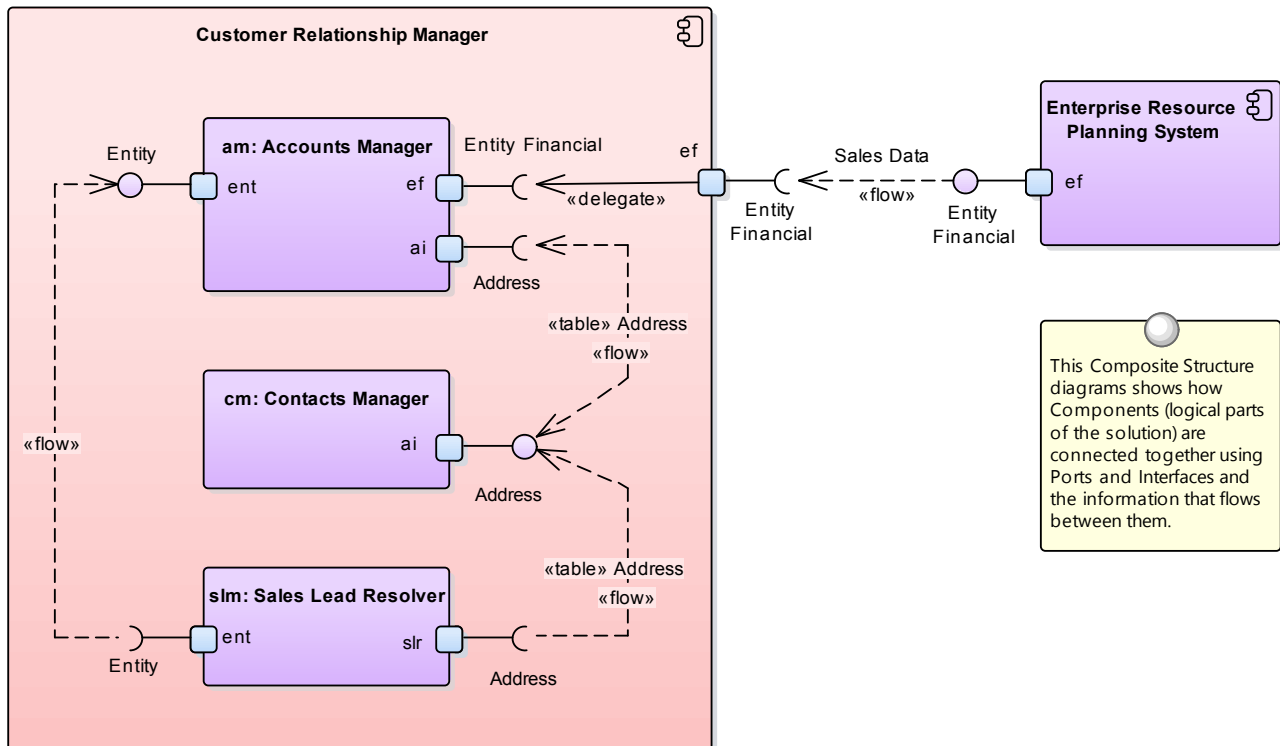 Customer Relationship Manager
am: Accounts Manager
Entity
ent
ef
ai
Entity Financial
«delegate»
Address
ef
Entity
Financial
Sales Data
«flow»
Entity
Financial
Enterprise Resource
Planning System
ef
«table» Address
«flow»
cm: Contacts Manager
ai
Address
«flow»
«table» Address
«flow»
slm: Sales Lead Resolver
ent
slr
Entity
Address
This Composite Structure
diagrams shows how
Components (logical parts
of the solution) are
connected together using
Ports and Interfaces and
the information that flows
between them.